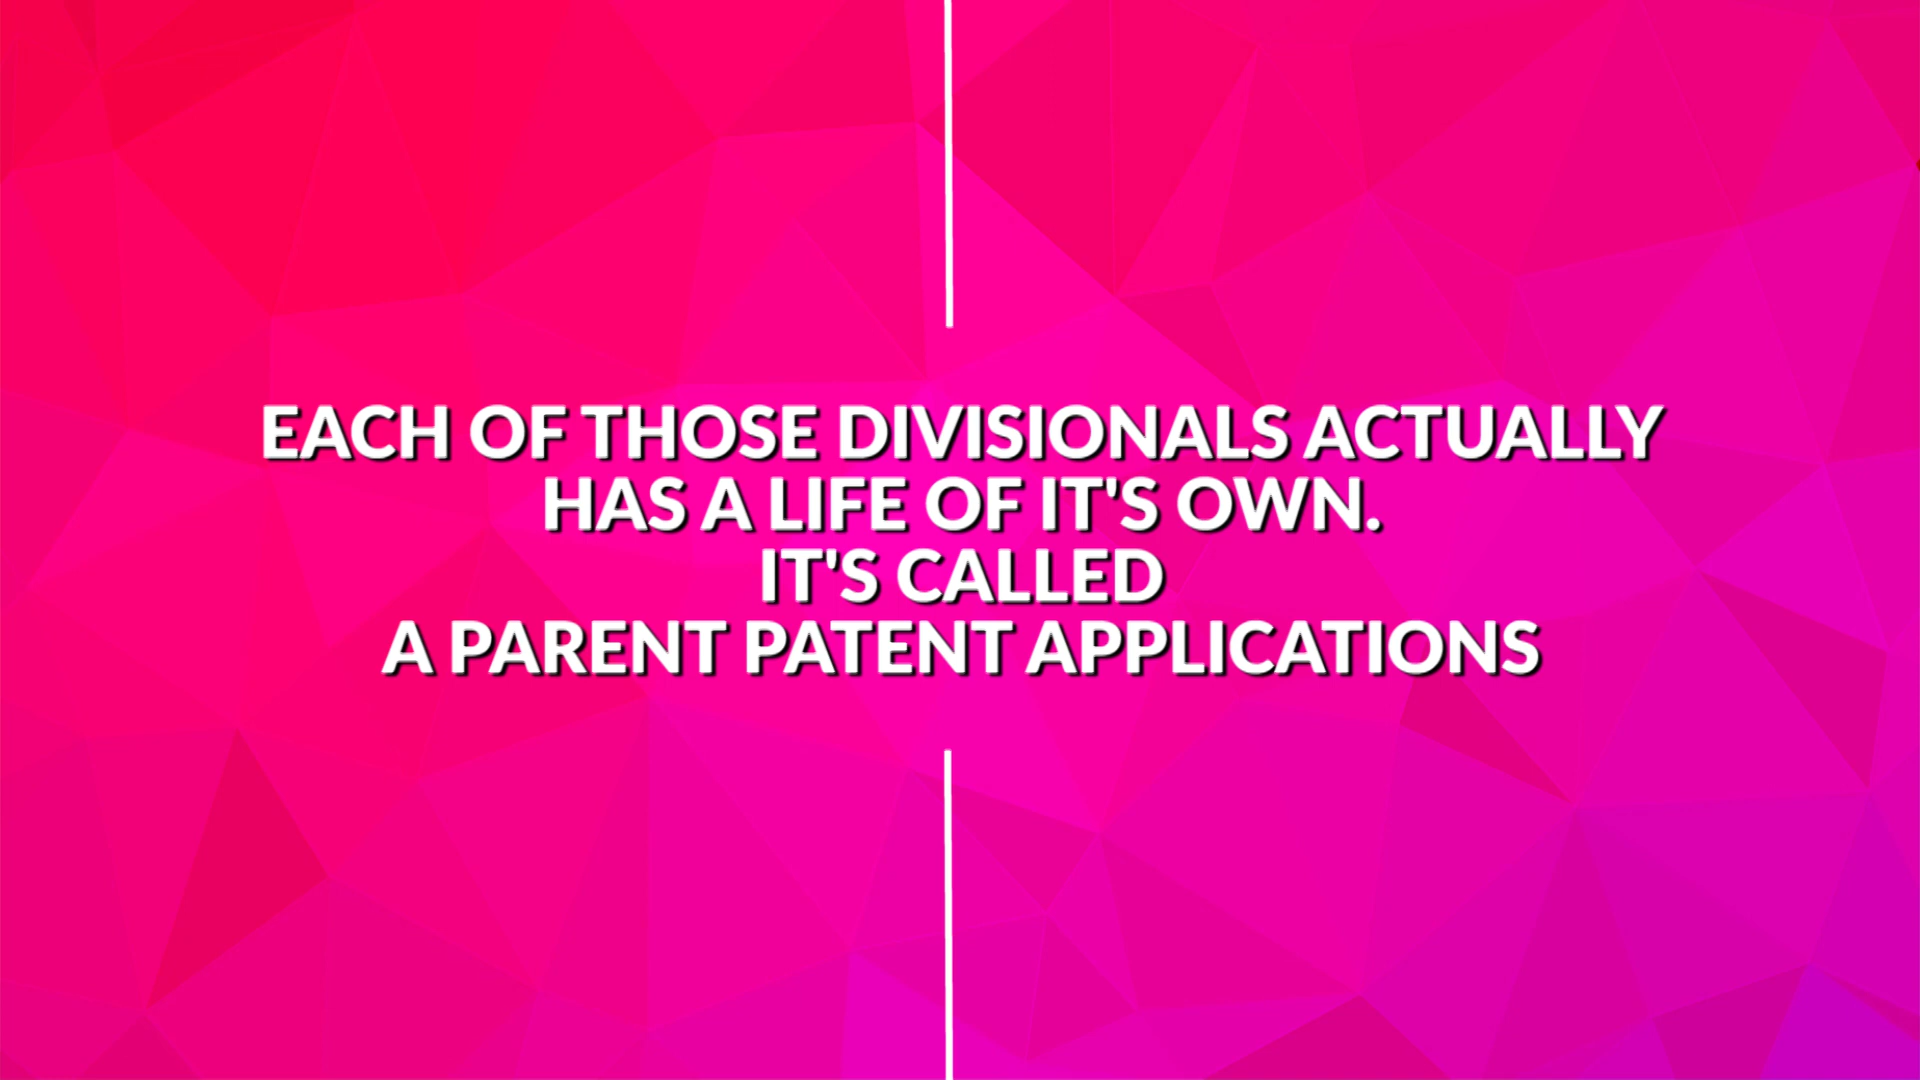 EACH OF THOSE DIVISIONALS ACTUALLY
HAS A LIFE OF IT'S OWN.
IT'S CALLED
A PARENT PATENT APPLICATIONS